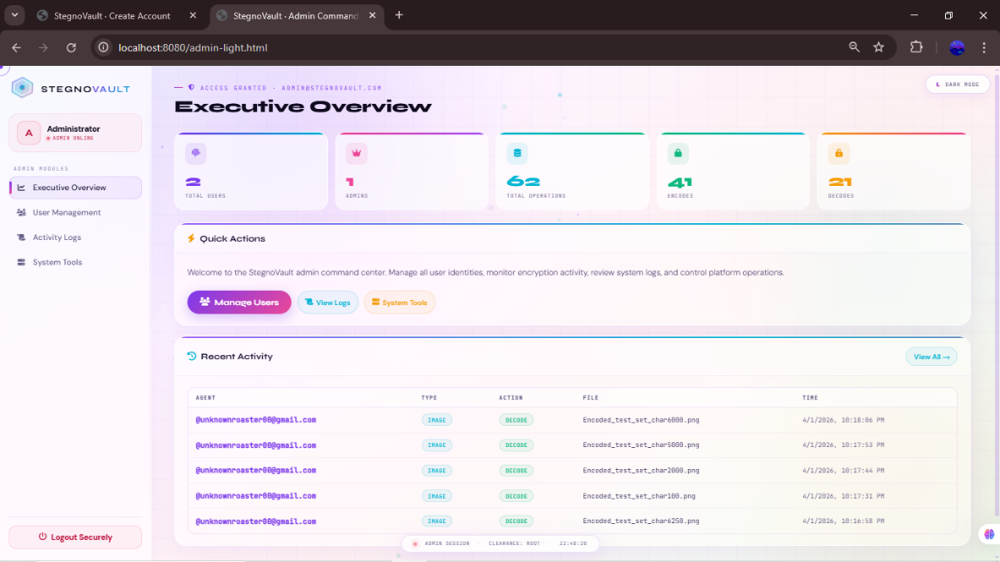 StegnoVault · Create Account
StegnoVault · Admin Command
localhost:8080/admin-light.html
STEGNOVAULT
A
Administrator
ADMIN ONLINE
ADMIN MODULES
Executive Overview
User Management
Activity Logs
System Tools
Logout Securely
ACCESS GRANTED - ADMIN@STEGNOVAULT.COM
DARK MODE
Executive Overview
2
TOTAL USERS
1
ADMINS
62
TOTAL OPERATIONS
41
ENCODES
21
DECODES
Quick Actions
Welcome to the StegnoVault admin command center. Manage all user identities, monitor encryption activity, review system logs, and control platform operations.
Manage Users View Logs System Tools
Recent Activity View All →
AGENT TYPE ACTION FILE TIME
@unknownroaster00@gmail.com IMAGE DECODE Encoded_test_set_char6000.png 4/1/2026, 10:18:06 PM
@unknownroaster00@gmail.com IMAGE DECODE Encoded_test_set_char5000.png 4/1/2026, 10:17:53 PM
@unknownroaster00@gmail.com IMAGE DECODE Encoded_test_set_char2000.png 4/1/2026, 10:17:44 PM
@unknownroaster00@gmail.com IMAGE DECODE Encoded_test_set_char100.png 4/1/2026, 10:17:31 PM
@unknownroaster00@gmail.com IMAGE DECODE Encoded_test_set_char6250.png 4/1/2026, 10:16:58 PM
ADMIN SESSION · CLEARANCE: ROOT 22:48:20